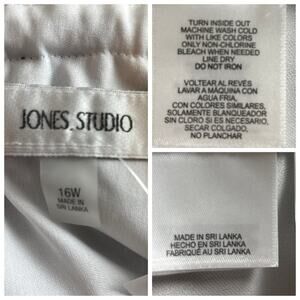 JONES STUDIO
16W
MADE IN
SRI LANKA
TURN INSIDE OUT
MACHINE WASH COLD
WITH LIKE COLORS
ONLY NON-CHLORINE
BLEACH WHEN NEEDED
LINE DRY
DO NOT IRON
VOLTEAR AL REVÉS
LAVAR A MÁQUINA CON
AGUA FRÍA,
CON COLORES SIMILARES,
SOLAMENTE BLANQUEADOR
SIN CLORO SI ES NECESARIO,
SECAR COLGADO,
NO PLANCHAR
MADE IN SRI LANKA
HECHO EN SRI LANKA
FABRIQUÉ AU SRI LANKA